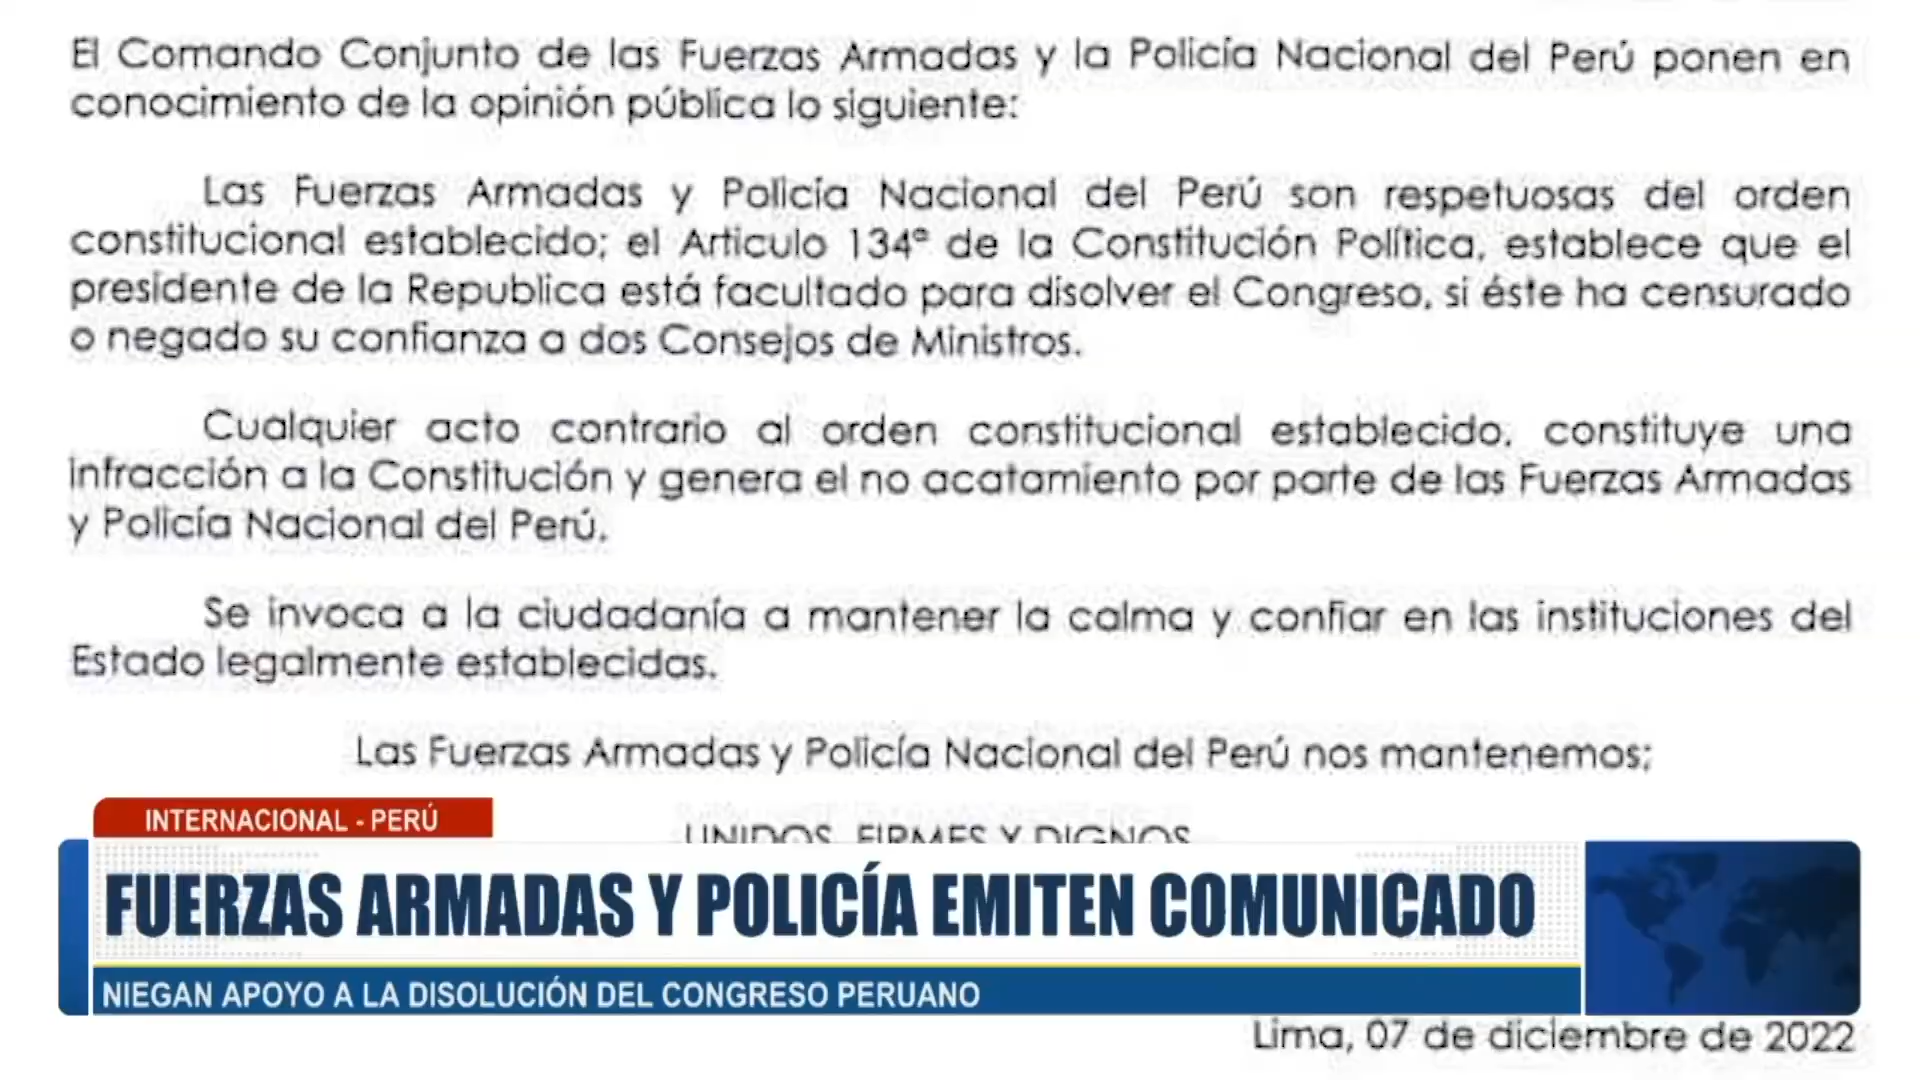 El Comando Conjunto de las Fuerzas Armadas y la Policía Nacional del Perú ponen en
conocimiento de la opinión pública lo siguiente:
Las Fuerzas Armadas y Policía Nacional del Perú son respetuosas del orden
constitucional establecido; el Articulo 134º de la Constitución Política, establece que el
presidente de la Republica está facultado para disolver el Congreso, si éste ha censurado
o negado su confianza a dos Consejos de Ministros.
Cualquier acto contrario al orden constitucional establecido, constituye una
infracción a la Constitución y genera el no acatamiento por parte de las Fuerzas Armadas
y Policía Nacional del Perú.
Se invoca a la ciudadanía a mantener la calma y confiar en las instituciones del
Estado legalmente establecidas.
Las Fuerzas Armadas y Policía Nacional del Perú nos mantenemos;
UNIDOS, FIRMES Y DIGNOS
INTERNACIONAL - PERÚ
FUERZAS ARMADAS Y POLICÍA EMITEN COMUNICADO
NIEGAN APOYO A LA DISOLUCIÓN DEL CONGRESO PERUANO
Lima, 07 de diciembre de 2022